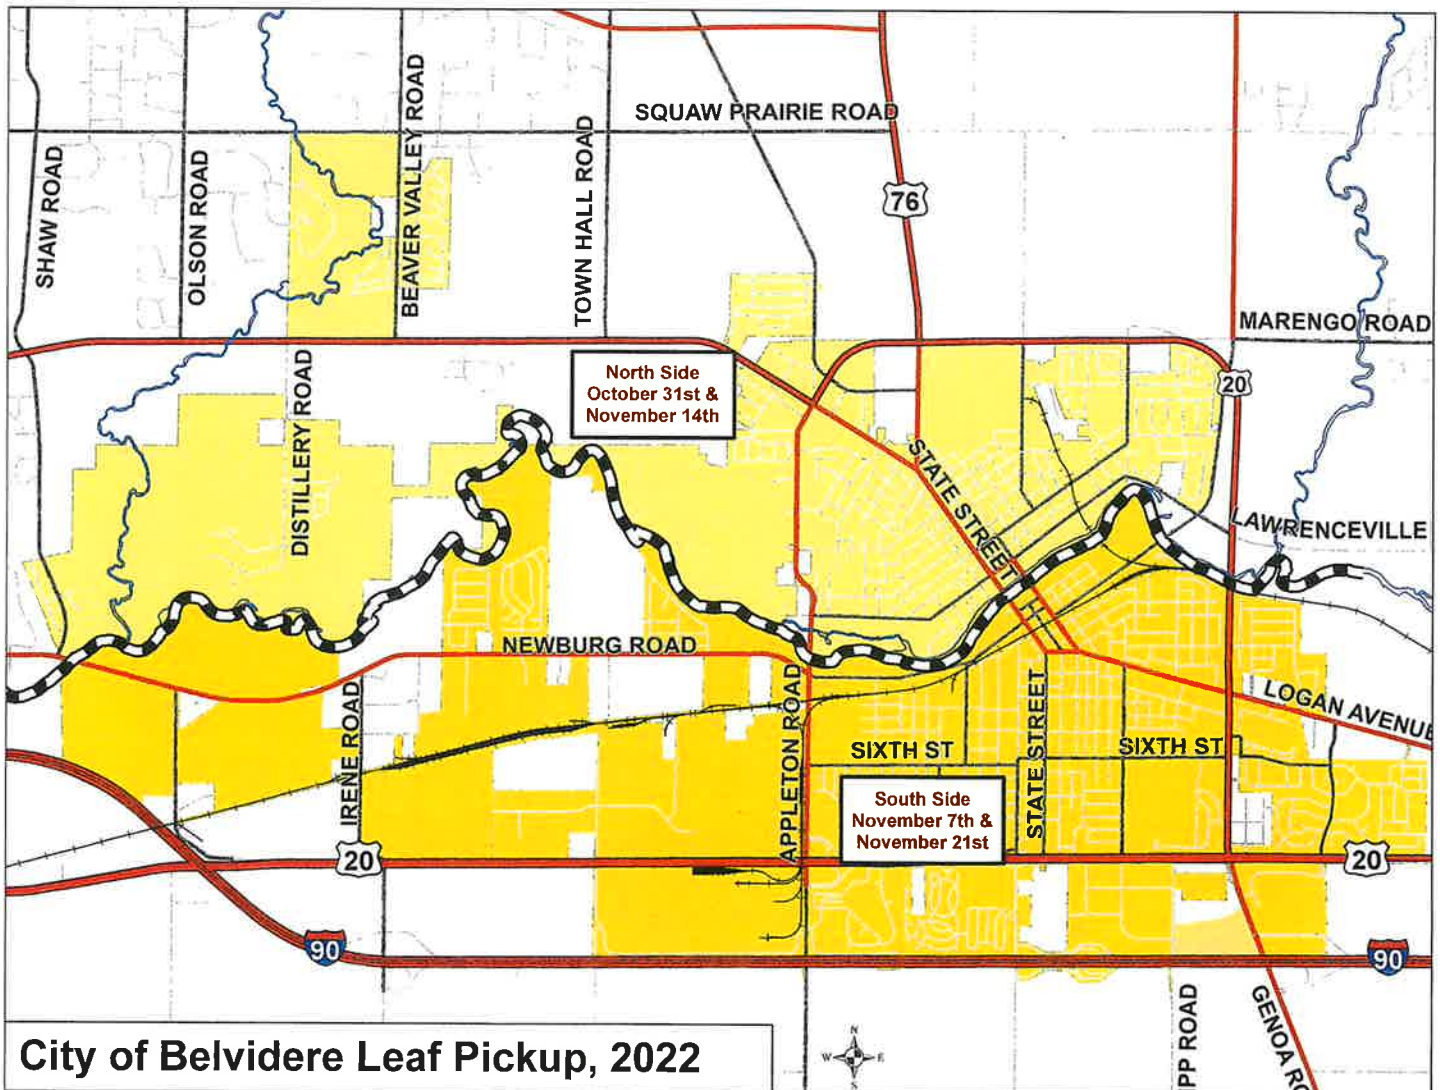 SQUAW PRAIRIE ROAD
SHAW ROAD
OLSON ROAD
BEAVER VALLEY ROAD
TOWN HALL ROAD
76
MARENGO ROAD
20
DISTILLERY ROAD
North Side
October 31st &
November 14th
STATE STREET
LAWRENCEVILLE
NEWBURG ROAD
IRENE ROAD
APPLETON ROAD
STATE STREET
LOGAN AVENUE
SIXTH ST
SIXTH ST
South Side
November 7th &
November 21st
20
20
90
90
PP ROAD
GENOA RO
City of Belvidere Leaf Pickup, 2022
N
W
E
S